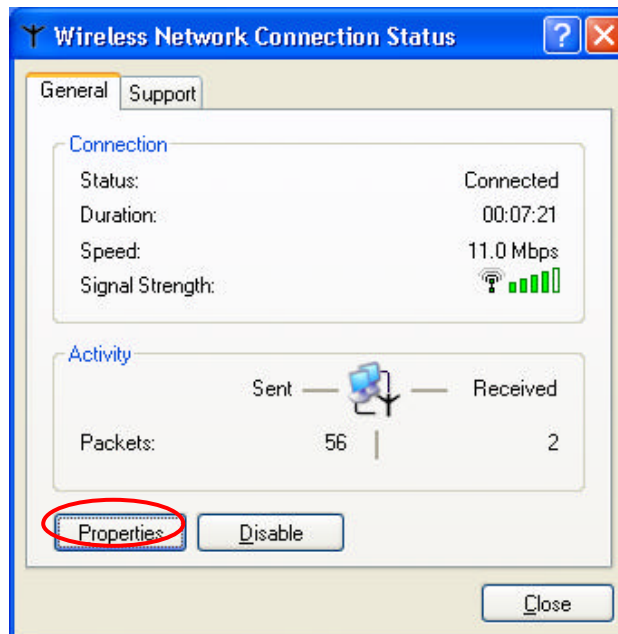 Wireless Network Connection Status
General Support
Connection
Status: Connected
Duration: 00:07:21
Speed: 11.0 Mbps
Signal Strength:
Activity
Sent Received
Packets: 56 2
Properties Disable
Close